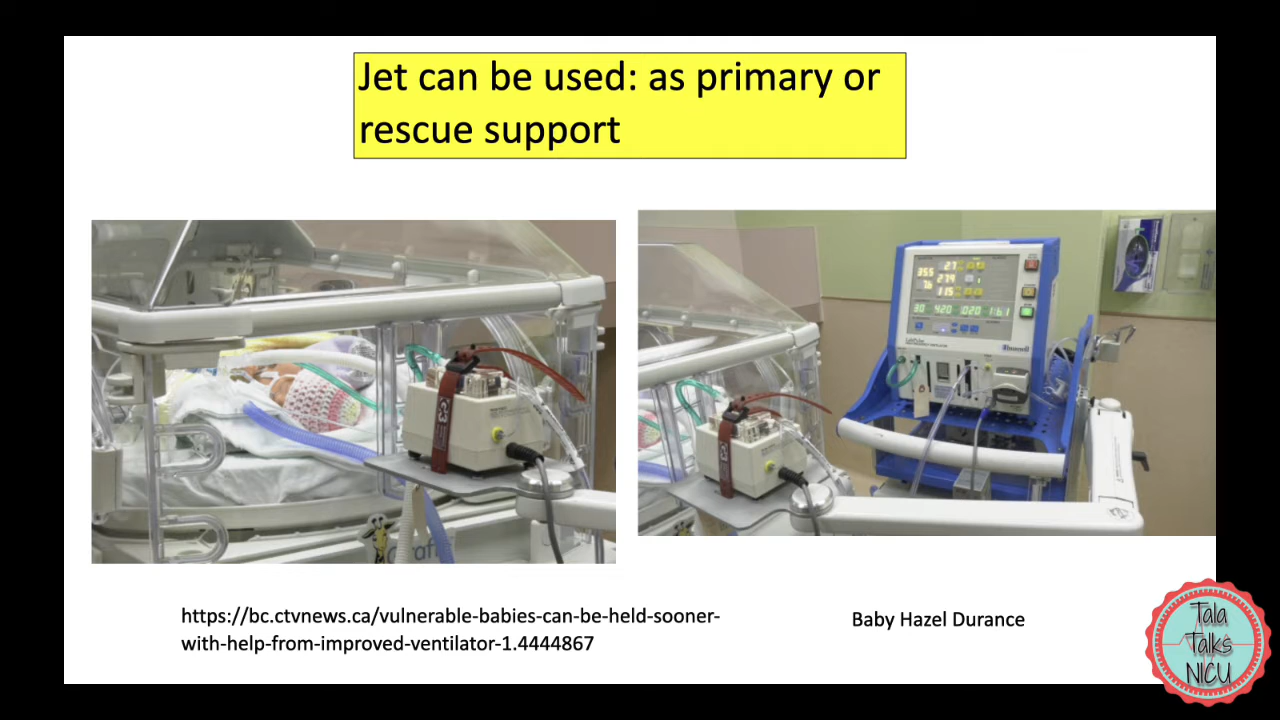 Jet can be used: as primary or
rescue support
https://bc.ctvnews.ca/vulnerable-babies-can-be-held-sooner-
with-help-from-improved-ventilator-1.4444867
Baby Hazel Durance
Tala
Talks
NICU